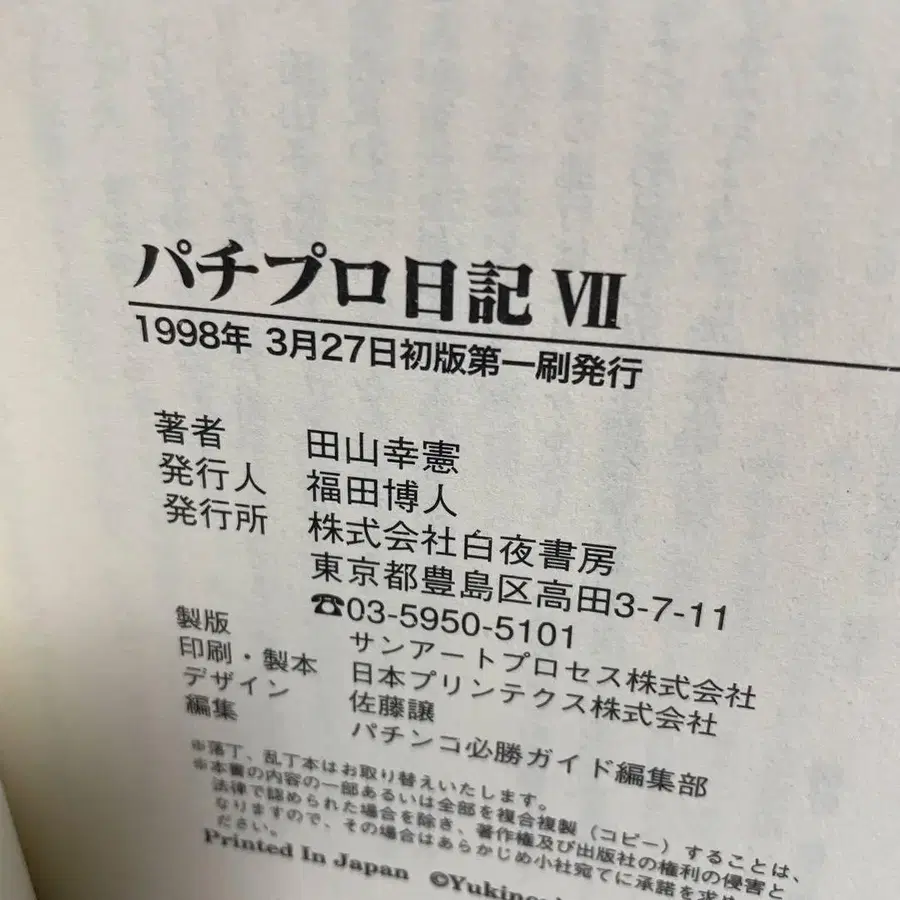 パチプロ日記 Ⅶ
1998年 3月27日初版第一刷発行
著者 田山幸憲
発行人 福田博人
発行所 株式会社白夜書房
東京都豊島区高田3-7-11
☎03-5950-5101
製版 サンアートプロセス株式会社
印刷・製本 日本プリンテクス株式会社
デザイン 佐藤譲
編集 パチンコ必勝ガイド編集部
※落丁、乱丁本はお取り替えいたします。
※本書の内容の一部あるいは全部を複合複製（コピー）することは、
法律で認められた場合を除き、著作権及び出版社の権利の侵害と
なりますので、その場合はあらかじめ小社宛てに承諾を求め
ださい。
Printed In Japan